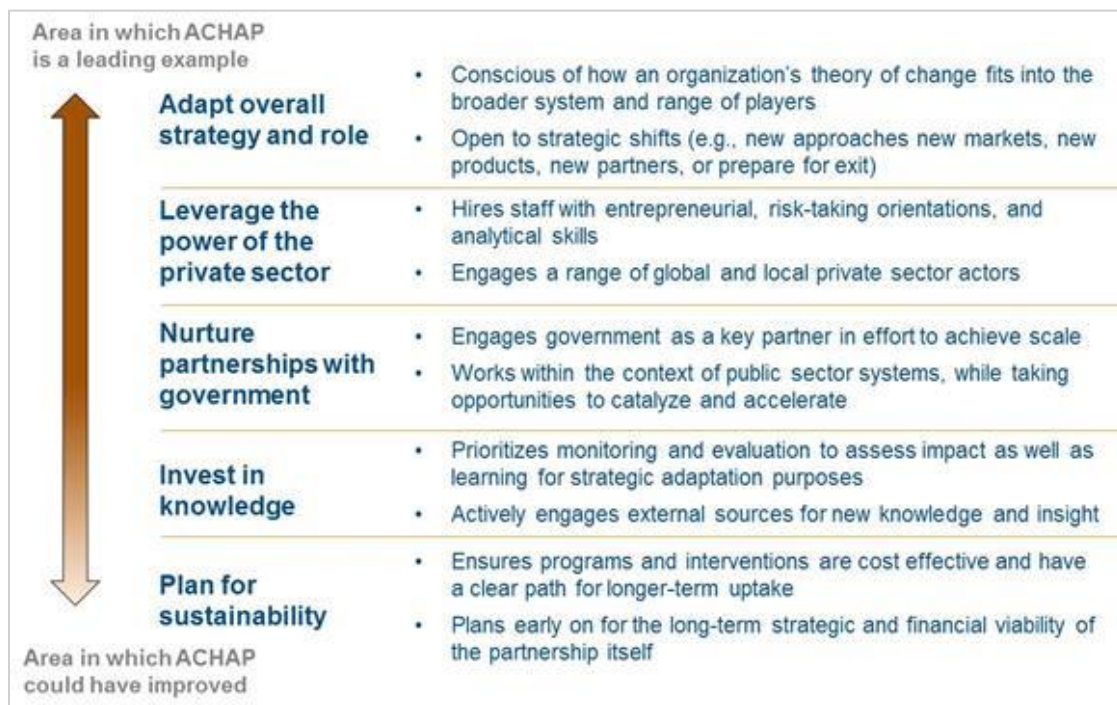 Area in which ACHAP
is a leading example
Adapt overall
strategy and role
• Conscious of how an organization's theory of change fits into the
broader system and range of players
• Open to strategic shifts (e.g., new approaches new markets, new
products, new partners, or prepare for exit)
Leverage the
power of the
private sector
• Hires staff with entrepreneurial, risk-taking orientations, and
analytical skills
• Engages a range of global and local private sector actors
Nurture
partnerships with
government
• Engages government as a key partner in effort to achieve scale
• Works within the context of public sector systems, while taking
opportunities to catalyze and accelerate
Invest in
knowledge
• Prioritizes monitoring and evaluation to assess impact as well as
learning for strategic adaptation purposes
• Actively engages external sources for new knowledge and insight
Plan for
sustainability
• Ensures programs and interventions are cost effective and have
a clear path for longer-term uptake
• Plans early on for the long-term strategic and financial viability of
the partnership itself
Area in which ACHAP
could have improved